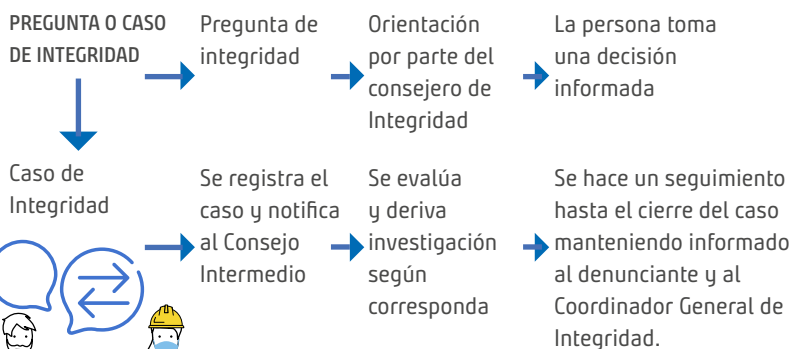 PREGUNTA O CASO
DE INTEGRIDAD
Pregunta de
integridad
Orientación
por parte del
consejero de
Integridad
La persona toma
una decisión
informada
Caso de
Integridad
Se registra el
caso y notifica
al Consejo
Intermedio
Se evalúa
y deriva
investigación
según
corresponda
Se hace un seguimiento
hasta el cierre del caso
manteniendo informado
al denunciante y al
Coordinador General de
Integridad.